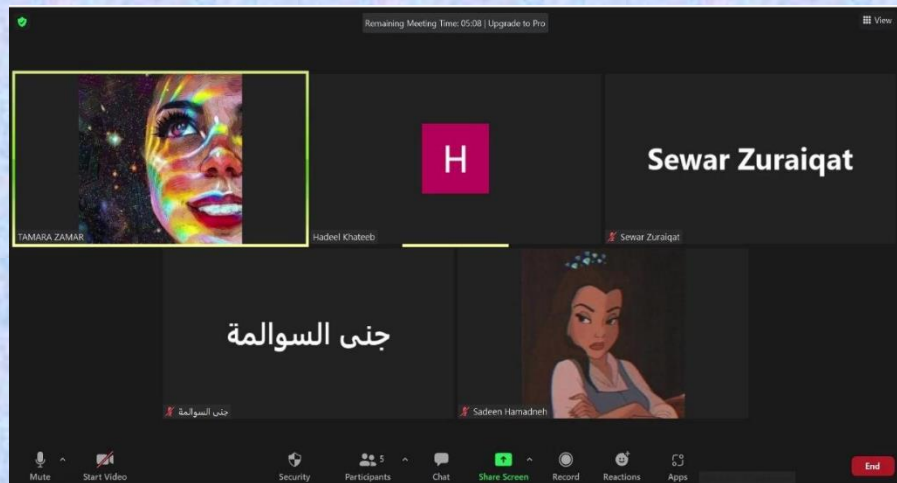 Remaining Meeting Time: 05:08 | Upgrade to Pro
View
TAMARA ZAMAR
H
Hadeel Khateeb
Sewar Zuraiqat
Sewar Zuraiqat
جنى السوالمة
جنى السوالمة
Sadeen Hamadneh
Mute
Start Video
Security
Participants 5
Chat
Share Screen
Record
Reactions
Apps
End